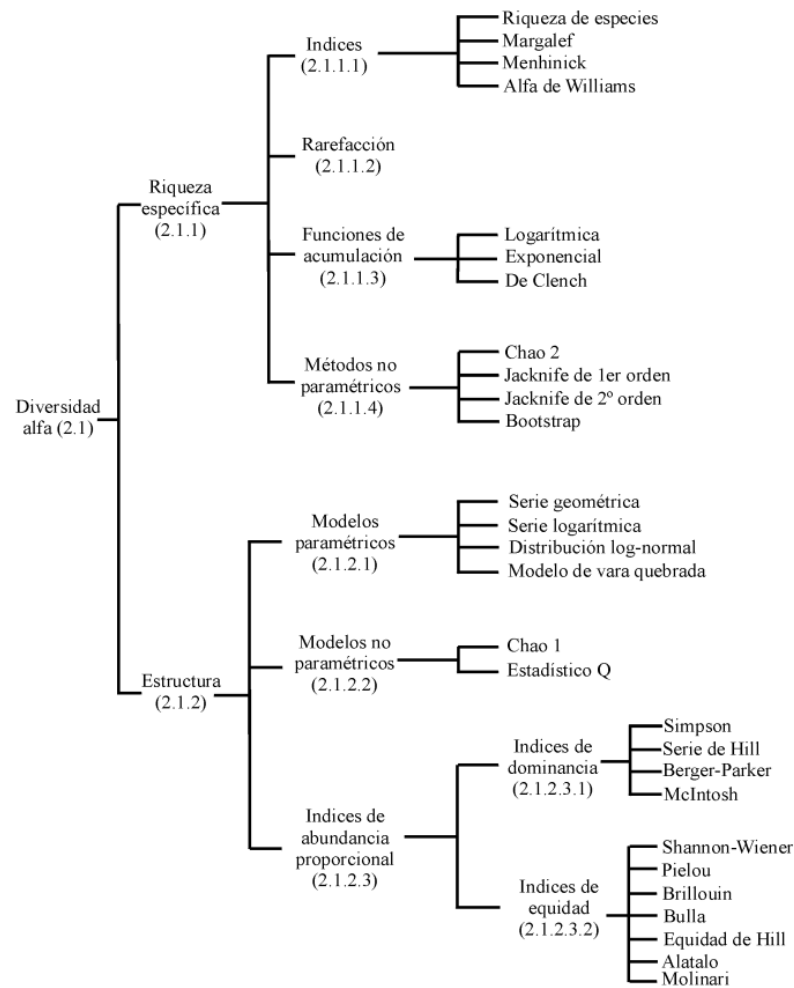 Diversidad
alfa (2.1)
Riqueza
específica
(2.1.1)
Indices
(2.1.1.1)
Riqueza de especies
Margalef
Menhinick
Alfa de Williams
Rarefacción
(2.1.1.2)
Funciones de
acumulación
(2.1.1.3)
Logarítmica
Exponencial
De Clench
Métodos no
paramétricos
(2.1.1.4)
Chao 2
Jacknife de 1er orden
Jacknife de 2º orden
Bootstrap
Estructura
(2.1.2)
Modelos
paramétricos
(2.1.2.1)
Serie geométrica
Serie logarítmica
Distribución log-normal
Modelo de vara quebrada
Modelos no
paramétricos
(2.1.2.2)
Chao 1
Estadístico Q
Indices de
abundancia
proporcional
(2.1.2.3)
Indices de
dominancia
(2.1.2.3.1)
Simpson
Serie de Hill
Berger-Parker
McIntosh
Indices de
equidad
(2.1.2.3.2)
Shannon-Wiener
Pielou
Brillouin
Bulla
Equidad de Hill
Alatalo
Molinari